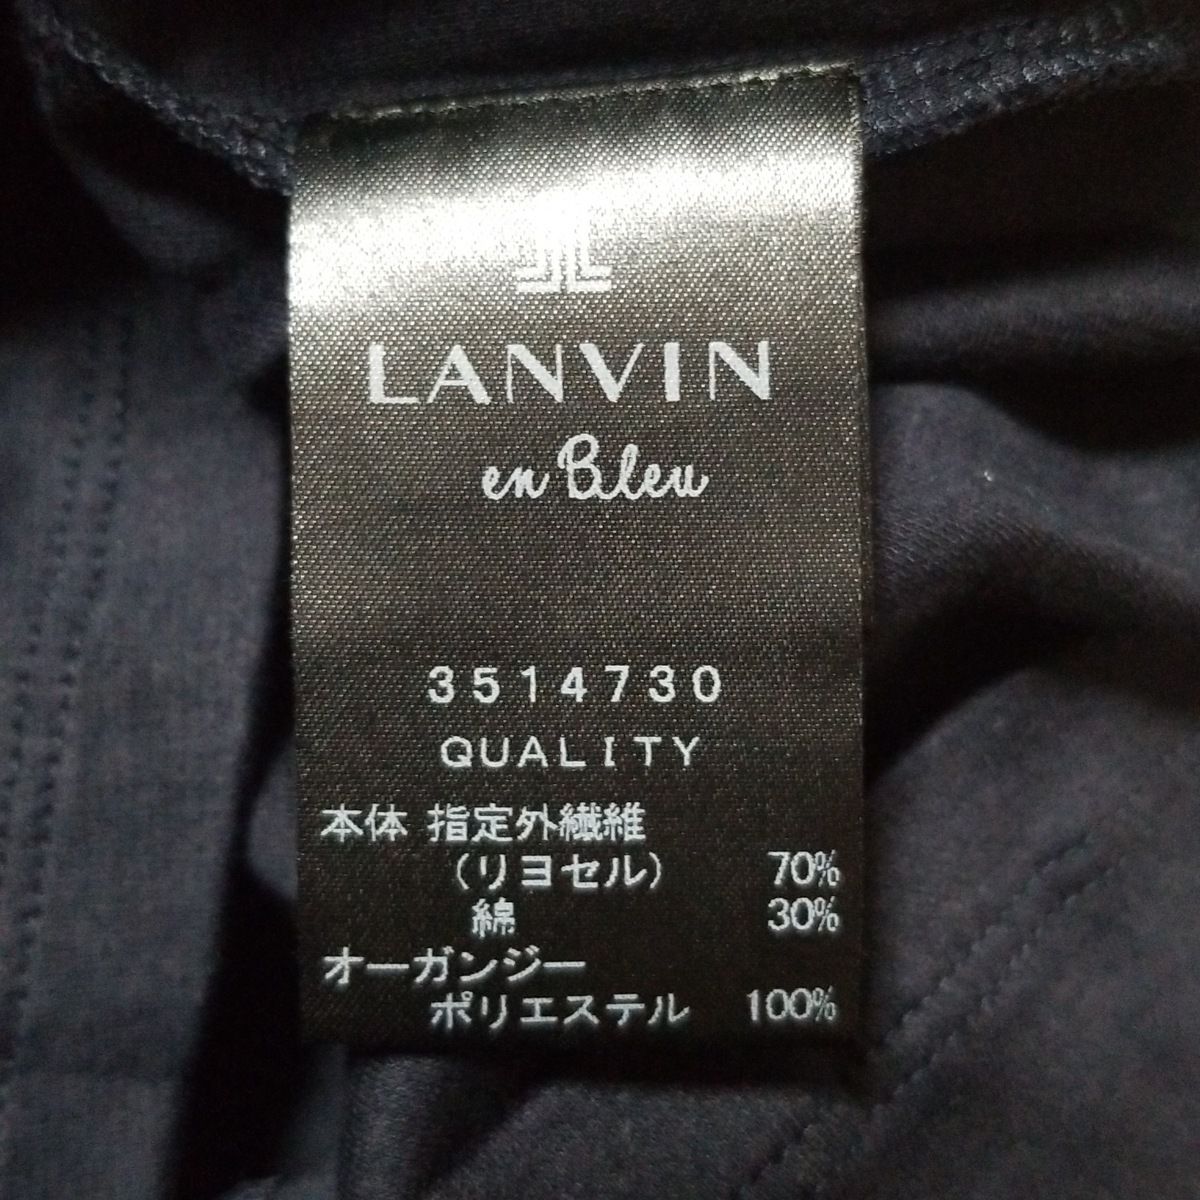 LANVIN
en Bleu
3514730
QUALITY
本体 指定外繊維
(リヨセル) 70%
綿 30%
オーガンジー
ポリエステル 100%